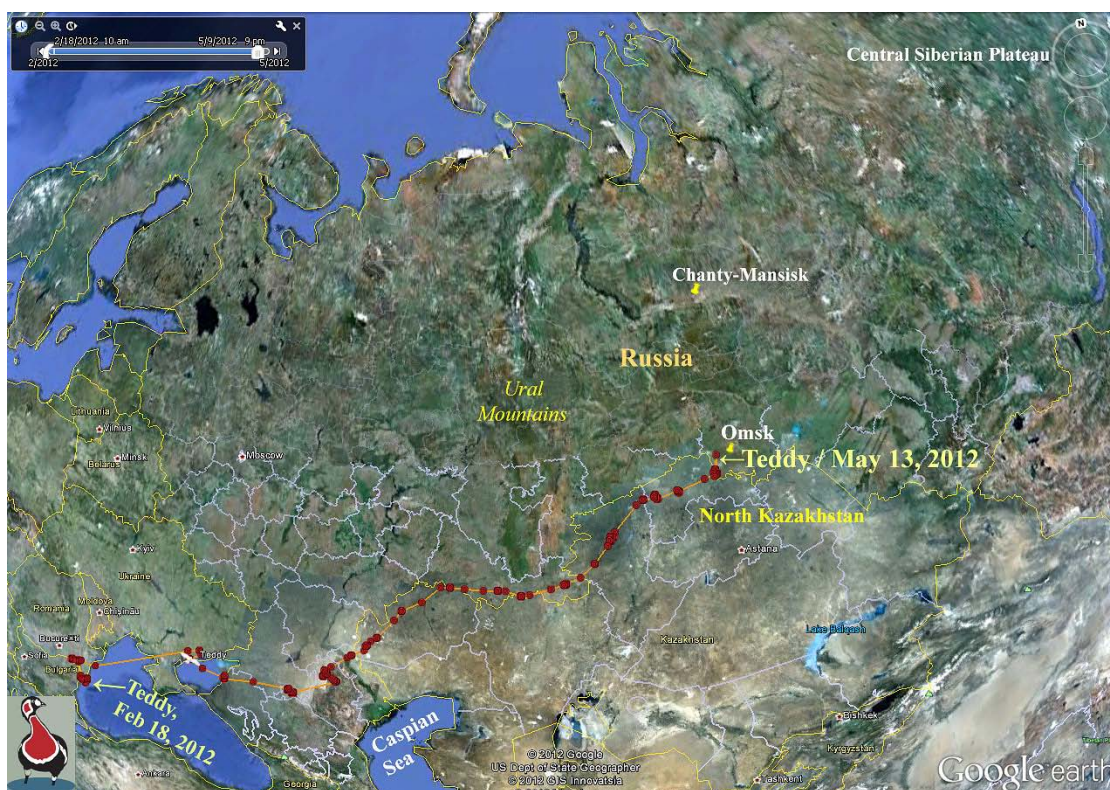 2/18/2012 10 am
5/9/2012 9 pm
2/2012
5/2012
N
Central Siberian Plateau
Chanty-Mansisk
Russia
Ural
Mountains
Lithuania
Vilnius
Belarus
Minsk
Moscow
Omsk
←Teddy / May 13, 2012
North Kazakhstan
Astana
Kyiv
Ukraine
Moldova
Chişinău
Romania
Sofia
Bulgaria
Teddy
Kazakhstan
Lake Balqash
←Teddy,
Feb 18, 2012
Caspian
Sea
Bishkek
Kyrgyzstan
Tashkent
Georgia
Ankara
© 2012 Google
US Dept of State Geographer
© 2012 GIS Innovatsia
Google earth